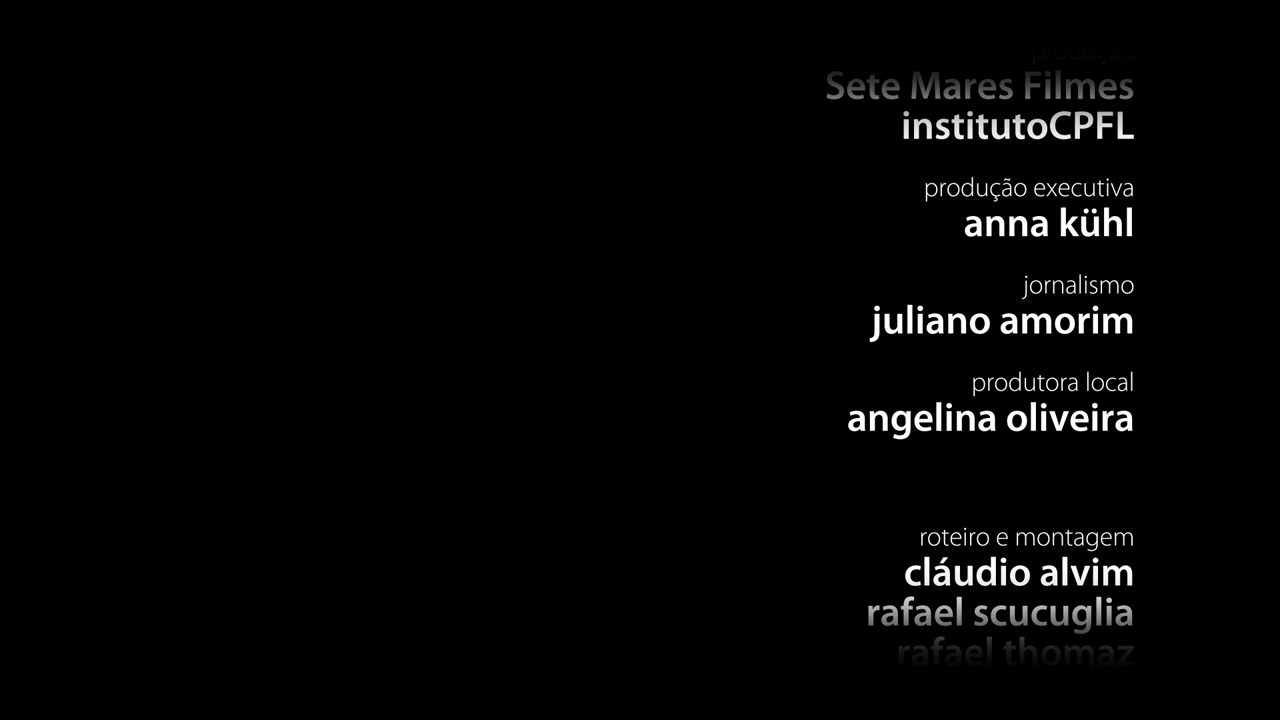 produção
Sete Mares Filmes
institutoCPFL
produção executiva
anna kühl
jornalismo
juliano amorim
produtora local
angelina oliveira
roteiro e montagem
cláudio alvim
rafael scucuglia
rafael thomaz